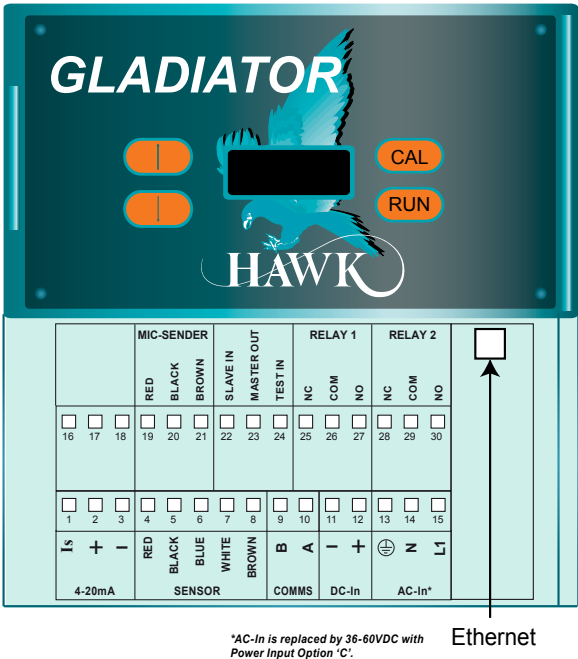 GLADIATOR
CAL
RUN
HAWK
MIC-SENDER
RELAY 1
RELAY 2
RED
BLACK
BROWN
SLAVE IN
MASTER OUT
TEST IN
NC
COM
NO
NC
COM
NO
16 17 18 19 20 21 22 23 24 25 26 27 28 29 30
1 2 3 4 5 6 7 8 9 10 11 12 13 14 15
Is
+
–
RED
BLACK
BLUE
WHITE
BROWN
B
A
–
+
N
L1
4-20mA
SENSOR
COMMS
DC-In
AC-In*
*AC-In is replaced by 36-60VDC with
Power Input Option ‘C’.
Ethernet